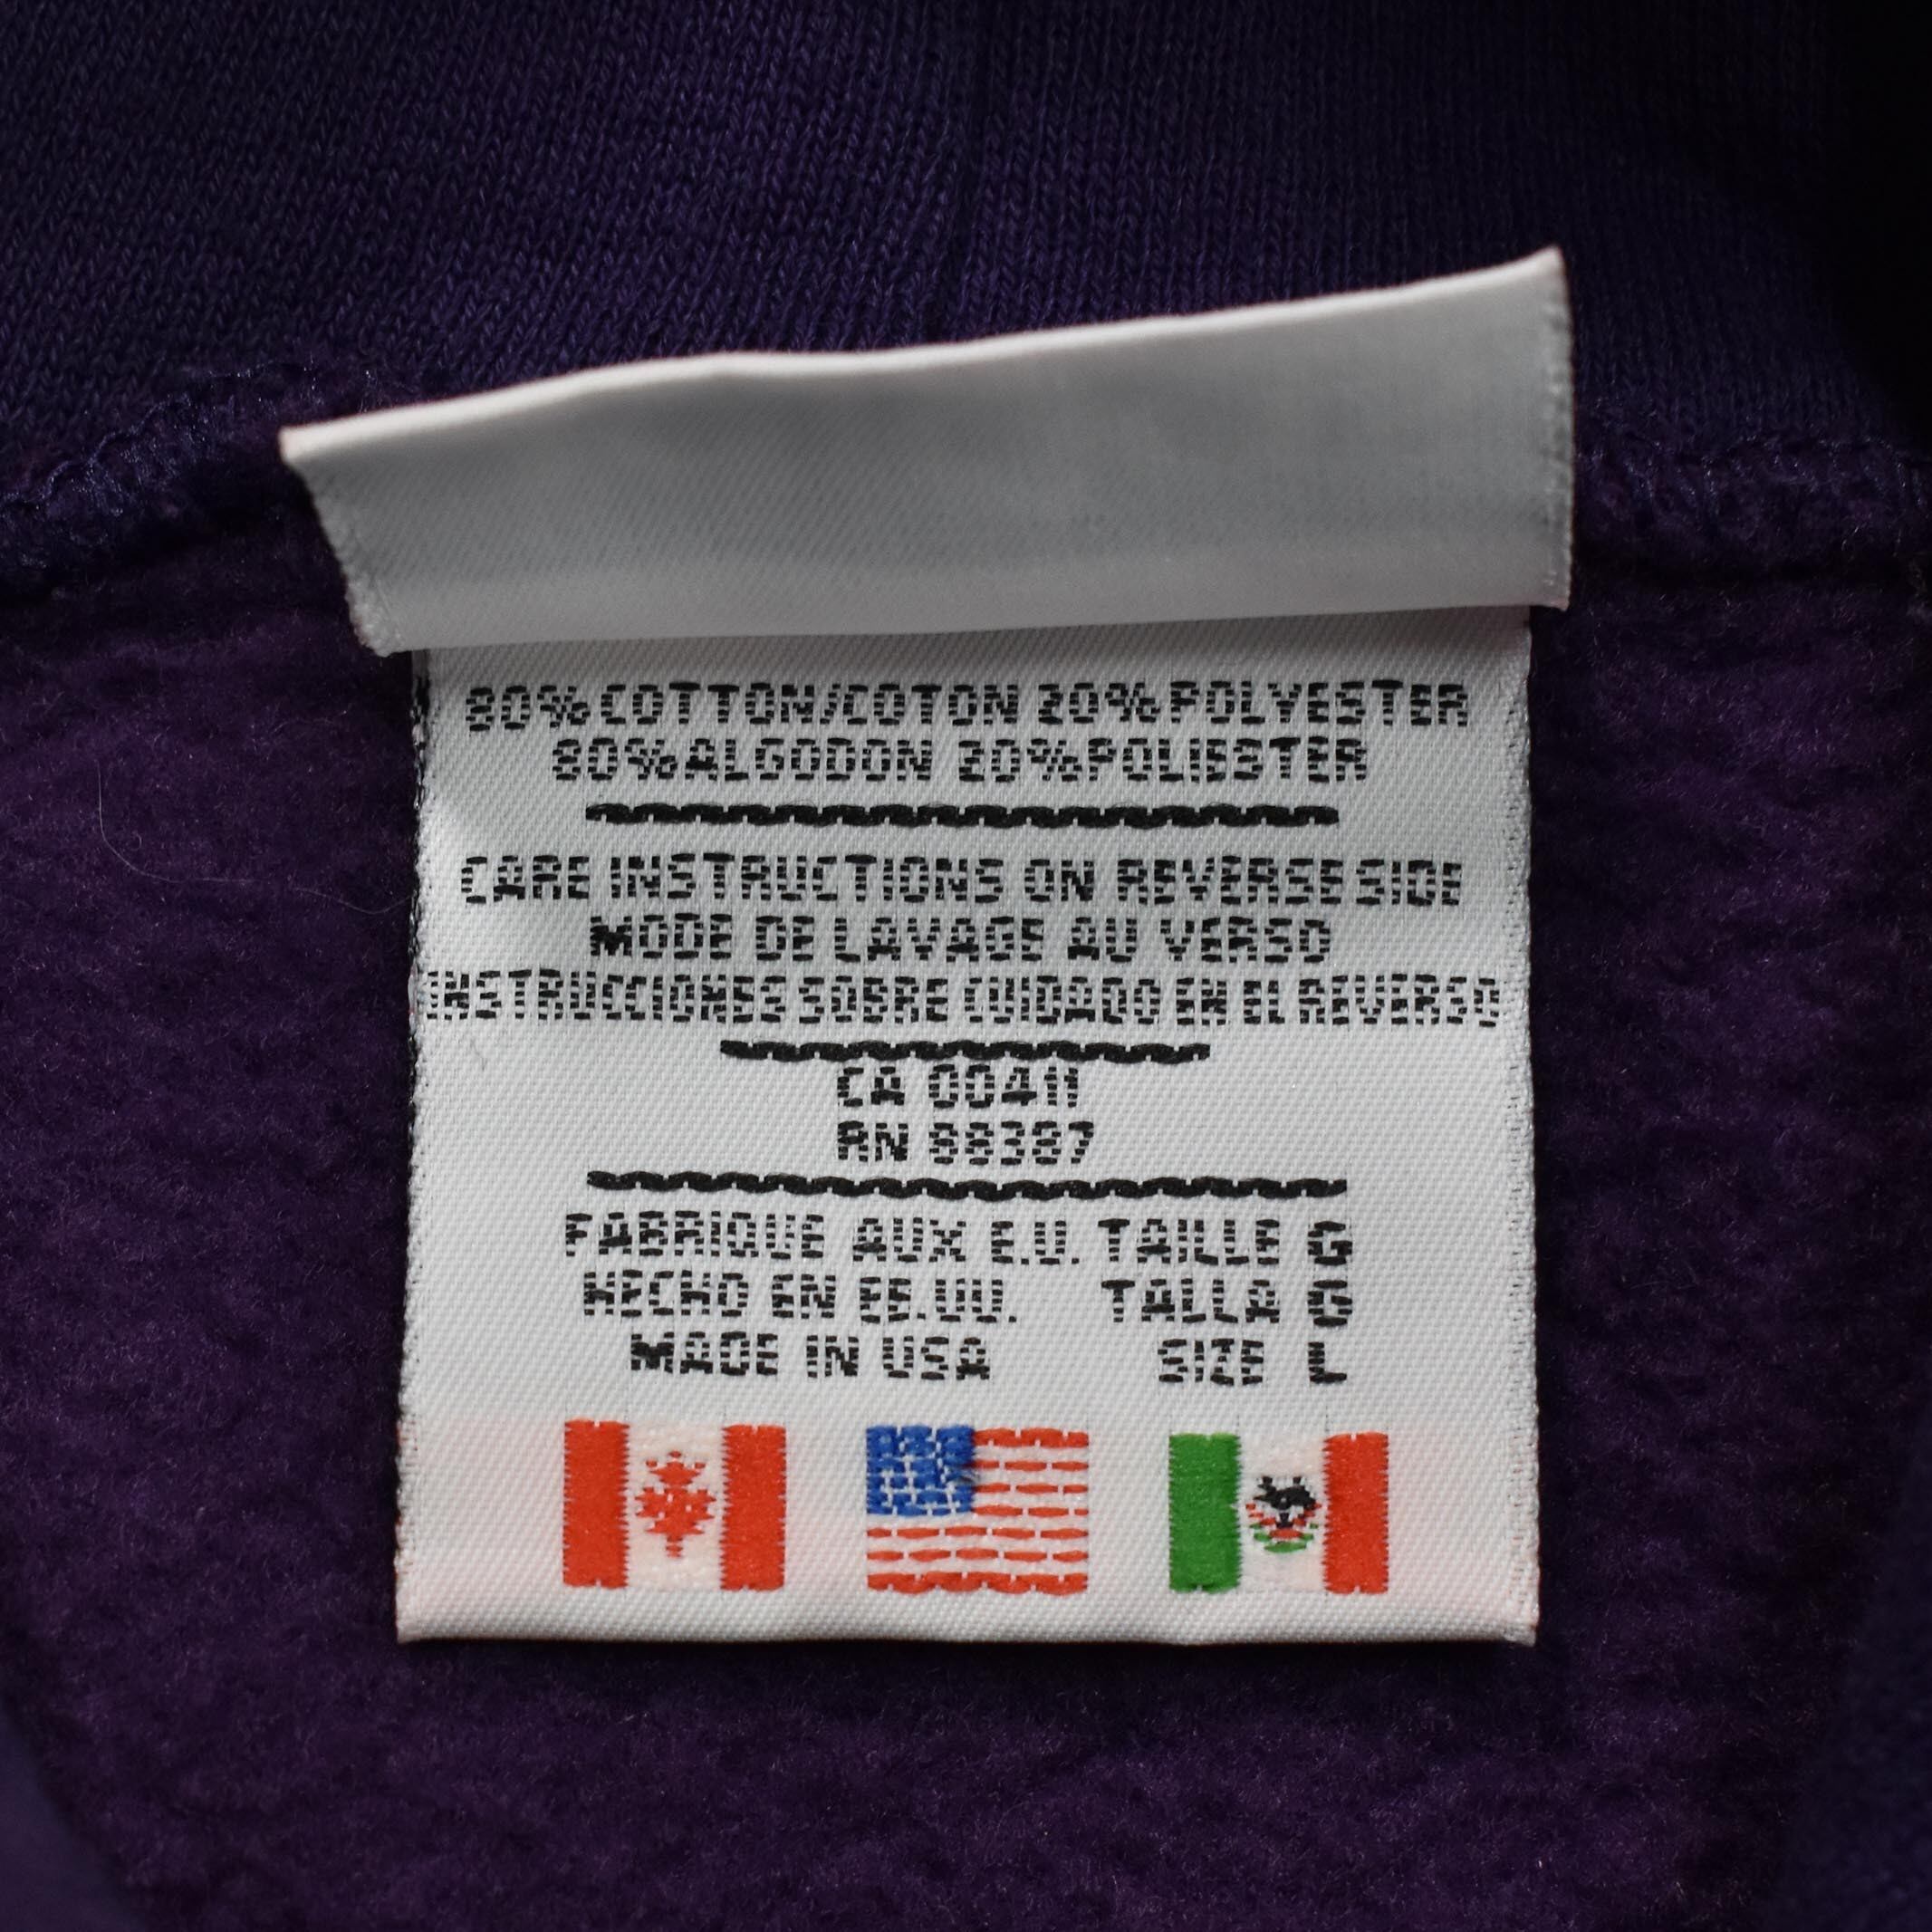 80% COTTON/COTON 20% POLYESTER
80% ALGODON 20% POLIESTER
CARE INSTRUCTIONS ON REVERSE SIDE
MODE DE LAVAGE AU VERSO
INSTRUCCIONES SOBRE CUIDADO EN EL REVERSO
CA 00411
RN 88387
FABRIQUE AUX E.U. TAILLE G
HECHO EN EE.UU. TALLA G
MADE IN USA SIZE L